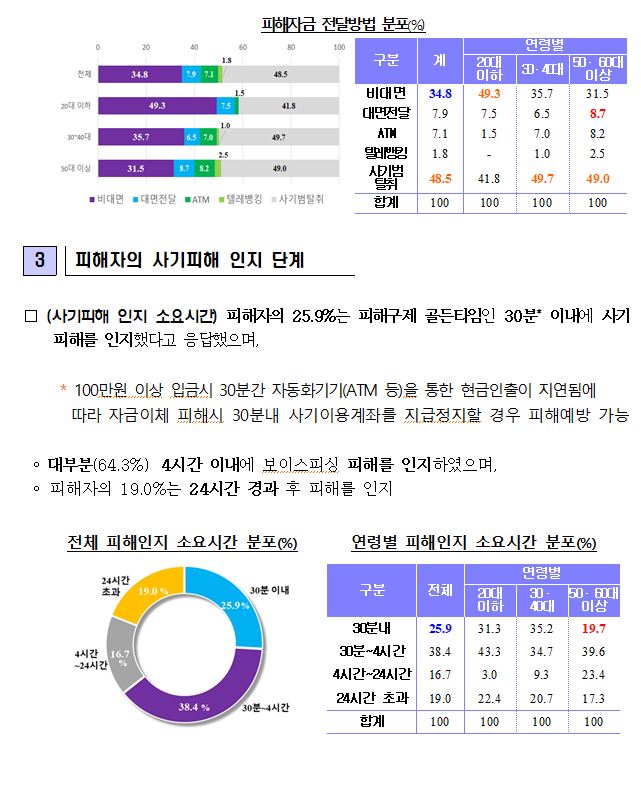 피해자금 전달방법 분포(%)
0 20 40 60 80 100
전체 34.8 7.9 7.1 1.8 48.5
20대 이하 49.3 7.5 1.5 41.8
30~40대 35.7 6.5 7.0 1.0 49.7
50대 이상 31.5 8.7 8.2 2.5 49.0
비대면 대면전달 ATM 텔레뱅킹 사기범탈취
구분 계 연령별
20대 이하 30·40대 50·60대 이상
비대면 34.8 49.3 35.7 31.5
대면전달 7.9 7.5 6.5 8.7
ATM 7.1 1.5 7.0 8.2
텔레뱅킹 1.8 - 1.0 2.5
사기범 탈취 48.5 41.8 49.7 49.0
합계 100 100 100 100
3 피해자의 사기피해 인지 단계
□ (사기피해 인지 소요시간) 피해자의 25.9%는 피해구제 골든타임인 30분* 이내에 사기
피해를 인지했다고 응답했으며,
* 100만원 이상 입금시 30분간 자동화기기(ATM 등)을 통한 현금인출이 지연됨에
따라 자금이체 피해시 30분내 사기이용계좌를 지급정지할 경우 피해예방 가능
◦ 대부분(64.3%) 4시간 이내에 보이스피싱 피해를 인지하였으며,
◦ 피해자의 19.0%는 24시간 경과 후 피해를 인지
전체 피해인지 소요시간 분포(%)
24시간 초과 19.0 %
30분 이내 25.9%
4시간 ~24시간 16.7 %
30분~4시간 38.4 %
연령별 피해인지 소요시간 분포(%)
구분 전체 연령별
20대 이하 30·40대 50·60대 이상
30분내 25.9 31.3 35.2 19.7
30분~4시간 38.4 43.3 34.7 39.6
4시간~24시간 16.7 3.0 9.3 23.4
24시간 초과 19.0 22.4 20.7 17.3
합계 100 100 100 100